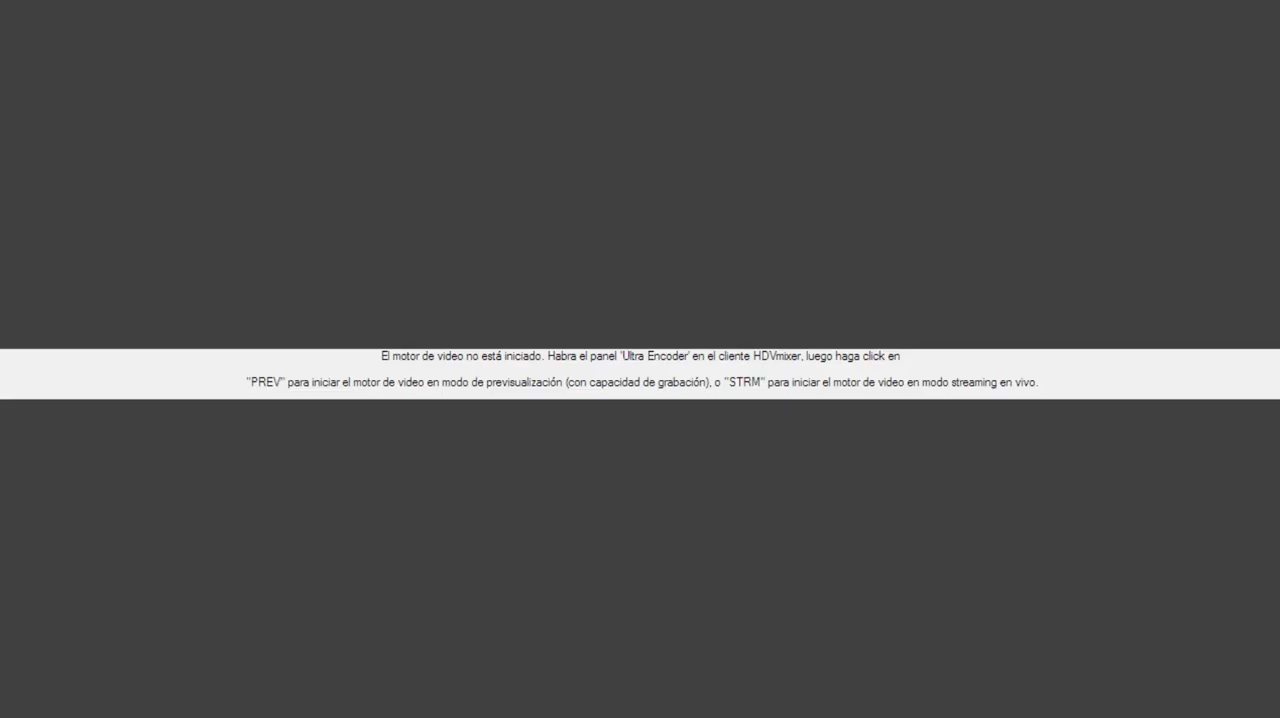 El motor de video no está iniciado. Habra el panel 'Ultra Encoder' en el cliente HDVmixer, luego haga click en
"PREV" para iniciar el motor de video en modo de previsualización (con capacidad de grabación), o "STRM" para iniciar el motor de video en modo streaming en vivo.